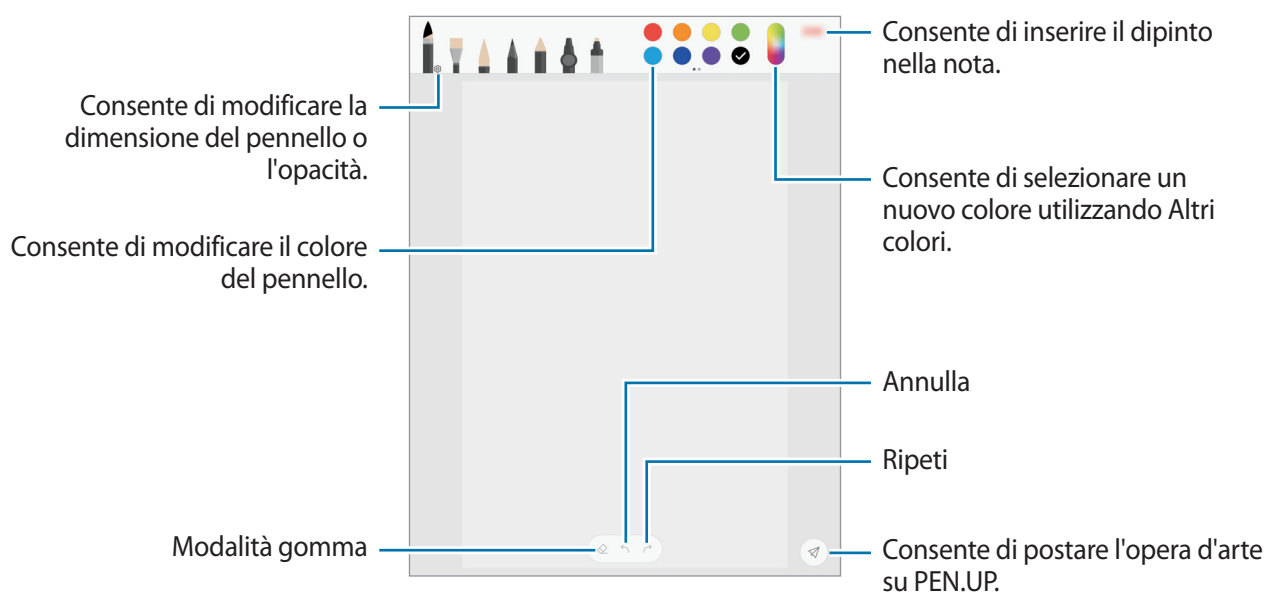 Consente di inserire il dipinto
nella nota.
Consente di modificare la
dimensione del pennello o
l'opacità.
Consente di selezionare un
nuovo colore utilizzando Altri
colori.
Consente di modificare il colore
del pennello.
Annulla
Ripeti
Modalità gomma
Consente di postare l'opera d'arte
su PEN.UP.